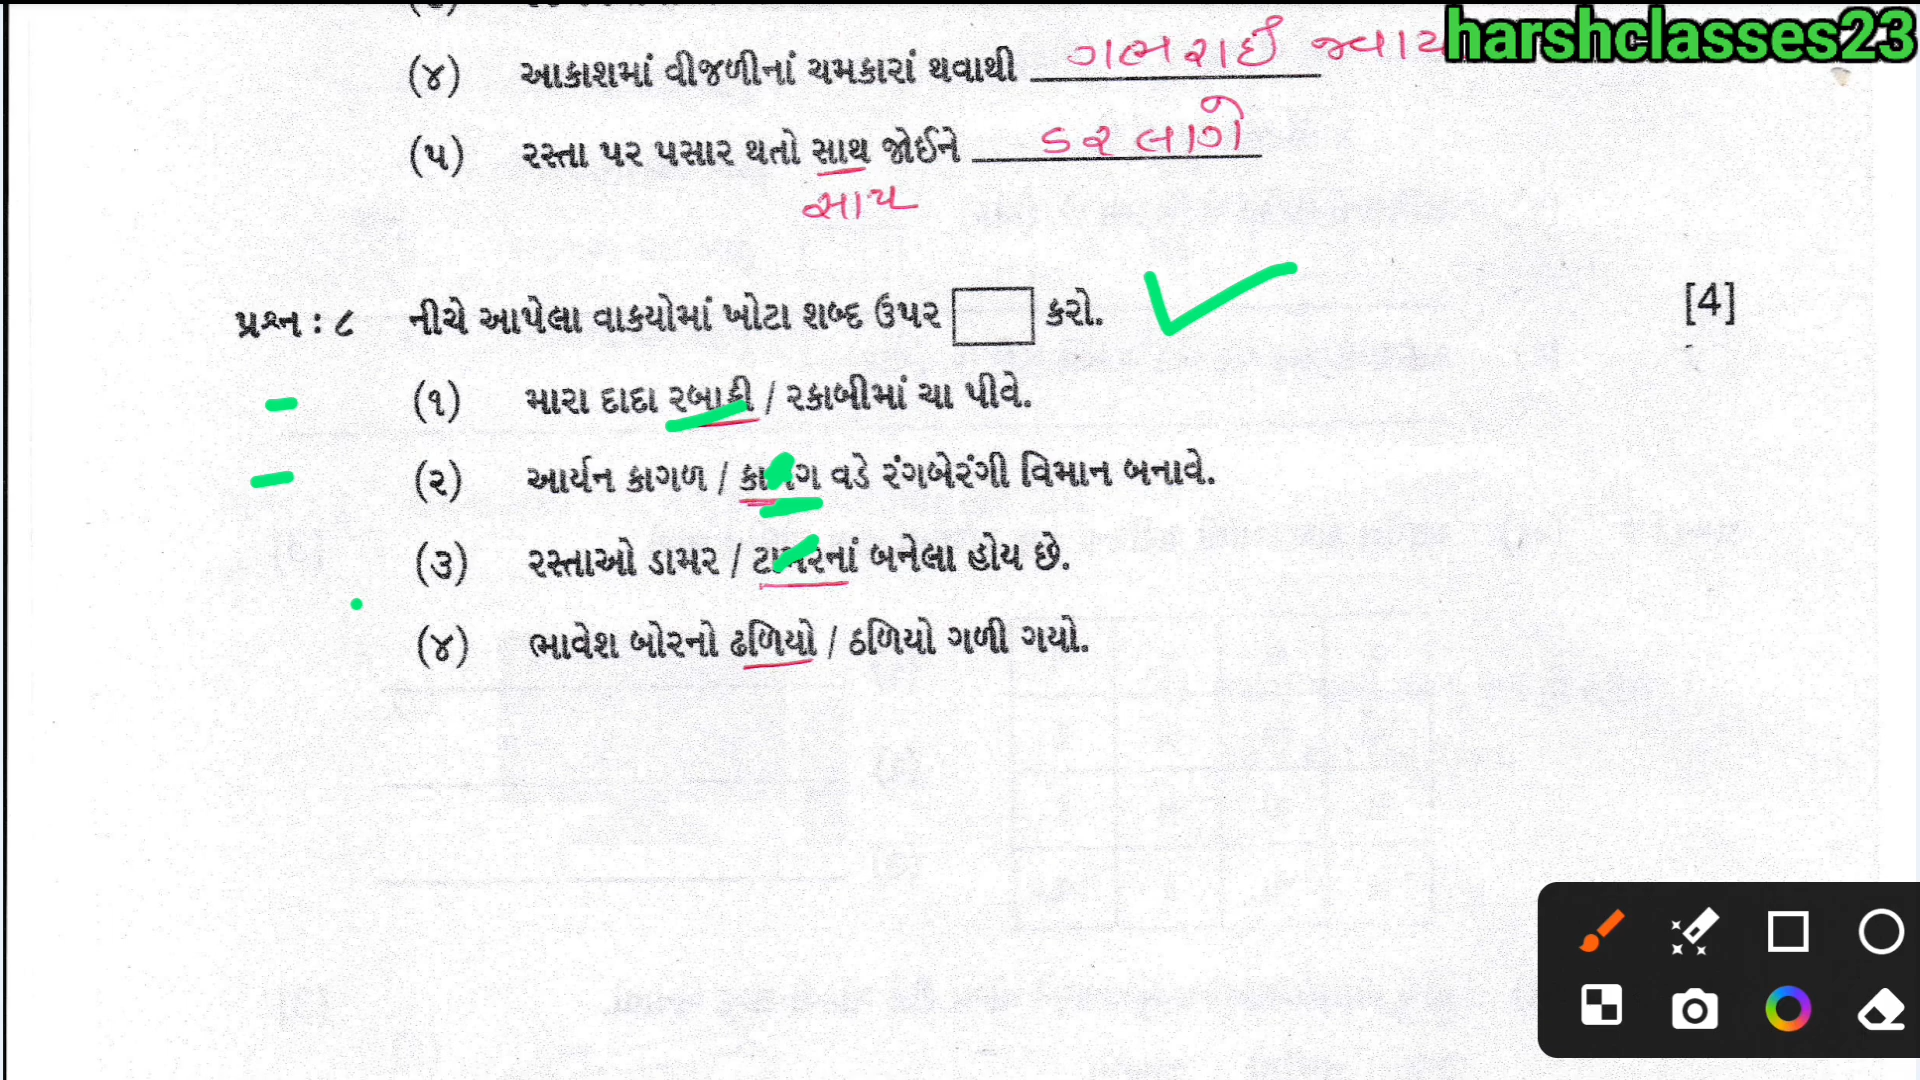 harshclasses23
(૪) આકાશમાં વીજળીનાં ચમકારાં થવાથી ગભરાઈ જવાય
(૫) રસ્તા પર પસાર થતો સાથ જોઈને ડર લાગે
સાપ
પ્રશ્ન : ૮ નીચે આપેલા વાકયોમાં ખોટા શબ્દ ઉપર કરો. [4]
(૧) મારા દાદા રબાકી / રકાબીમાં ચા પીવે.
(૨) આર્યન કાગળ / વડે રંગબેરંગી વિમાન બનાવે.
(૩) રસ્તાઓ ડામર / ટામરનાં બનેલા હોય છે.
(૪) ભાવેશ બોરનો ઢળિયો / ઠળિયો ગળી ગયો.